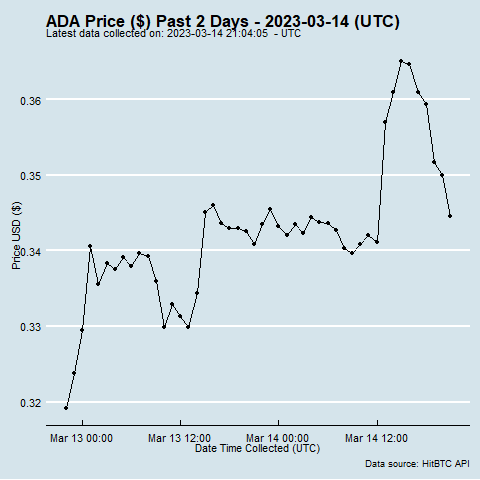 ADA Price ($) Past 2 Days - 2023-03-14 (UTC)
Latest data collected on: 2023-03-14 21:04:05 - UTC
Price USD ($)
0.36
0.35
0.34
0.33
0.32
Mar 13 00:00 Mar 13 12:00 Mar 14 00:00 Mar 14 12:00
Date Time Collected (UTC)
Data source: HitBTC API